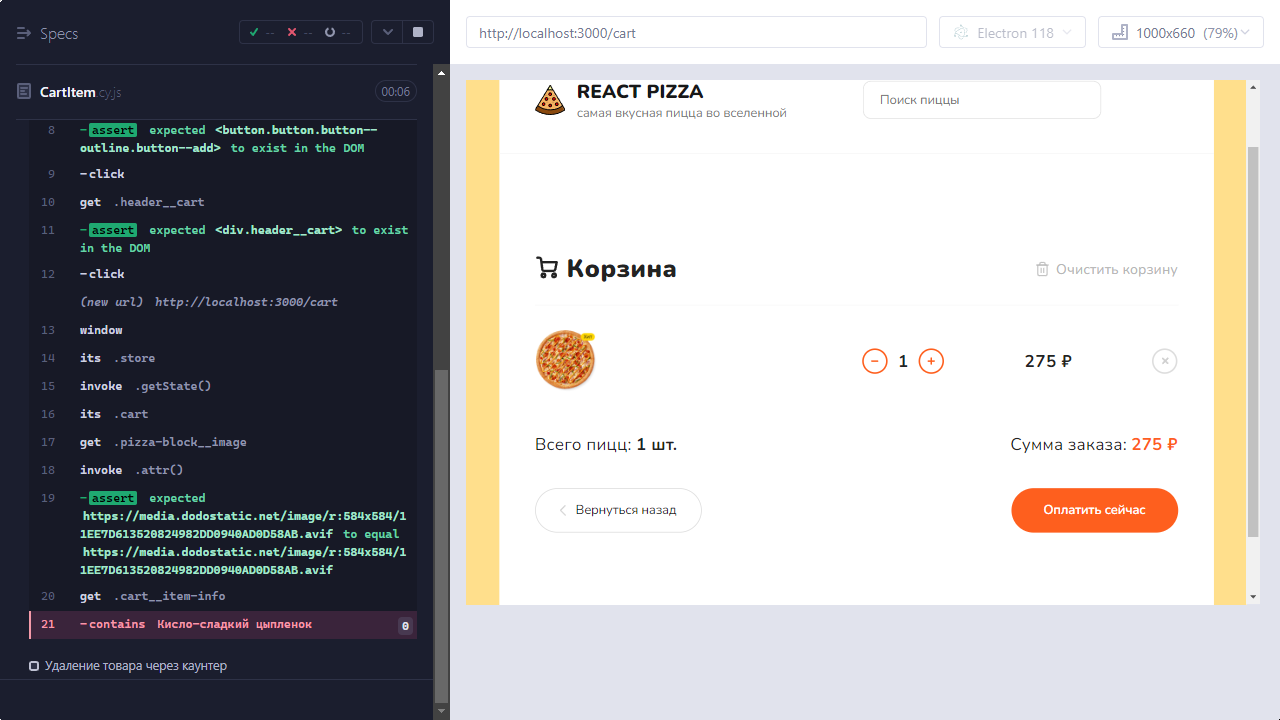 Specs
-- -- --
CartItem.cy.js 00:06
8 -assert expected <button.button.button--
outline.button--add> to exist in the DOM
9 -click
10 get .header__cart
11 -assert expected <div.header__cart> to exist
in the DOM
12 -click
(new url) http://localhost:3000/cart
13 window
14 its .store
15 invoke .getState()
16 its .cart
17 get .pizza-block__image
18 invoke .attr()
19 -assert expected
https://media.dodostatic.net/image/r:584x584/1
1EE7D613520824982DD0940AD0D58AB.avif to equal
https://media.dodostatic.net/image/r:584x584/1
1EE7D613520824982DD0940AD0D58AB.avif
20 get .cart__item-info
21 -contains Кисло-сладкий цыпленок 0
Удаление товара через каунтер
http://localhost:3000/cart
Electron 118
1000x660 (79%)
REACT PIZZA
самая вкусная пицца во вселенной
Поиск пиццы
Корзина
Очистить корзину
1
275 ₽
Всего пицц: 1 шт.
Сумма заказа: 275 ₽
Вернуться назад
Оплатить сейчас